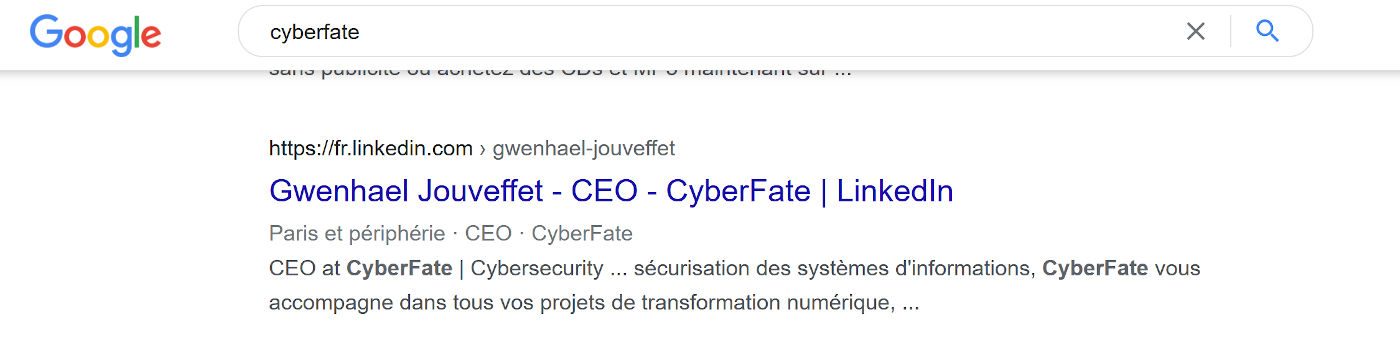 Google
cyberfate
sans publicité ou achetez des CDs et MP3 maintenant sur ...
https://fr.linkedin.com › gwenhael-jouveffet
Gwenhael Jouveffet - CEO - CyberFate | LinkedIn
Paris et périphérie · CEO · CyberFate
CEO at CyberFate | Cybersecurity ... sécurisation des systèmes d'informations, CyberFate vous
accompagne dans tous vos projets de transformation numérique, ...